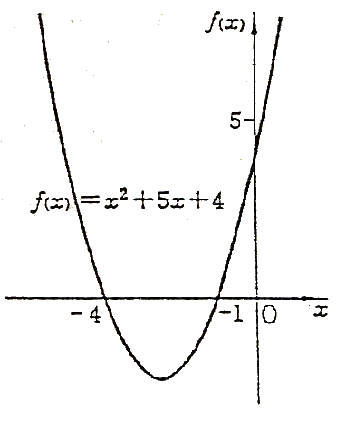 f(x)
5
f(x)=x²+5x+4
-4 -1 O x